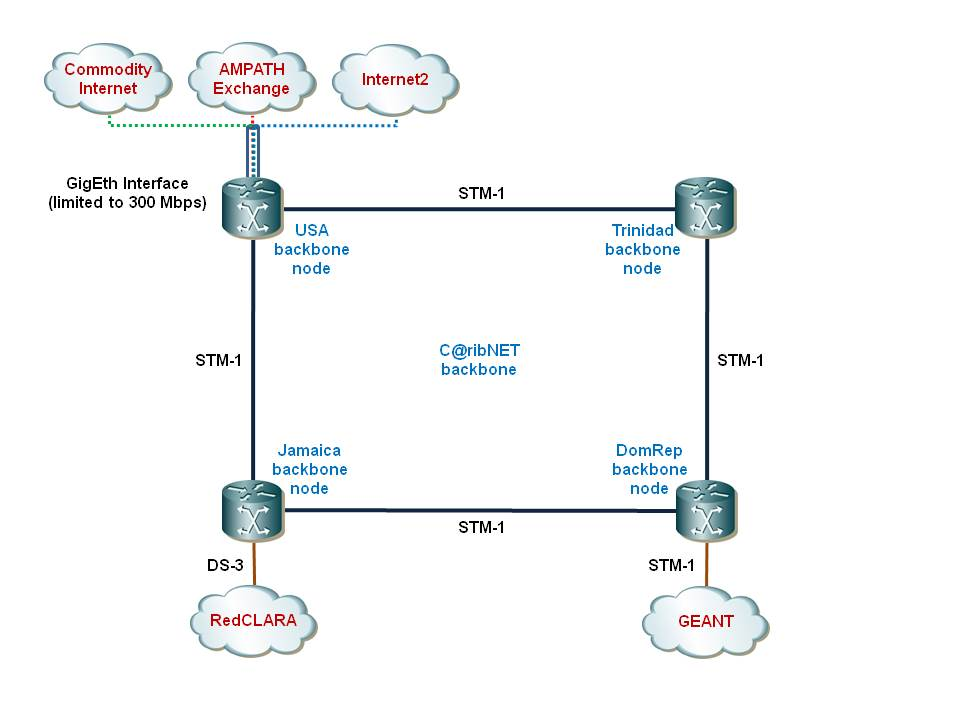 Commodity
Internet
AMPATH
Exchange
Internet2
GigEth Interface
(limited to 300 Mbps)
STM-1
USA
backbone
node
Trinidad
backbone
node
STM-1
C@ribNET
backbone
STM-1
Jamaica
backbone
node
DomRep
backbone
node
STM-1
DS-3
STM-1
RedCLARA
GEANT